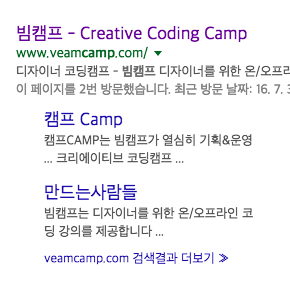 빔캠프 - Creative Coding Camp
www.veamcamp.com/
디자이너 코딩캠프 - 빔캠프 디자이너를 위한 온/오프라
이 페이지를 2번 방문했습니다. 최근 방문 날짜: 16. 7.
캠프 Camp
캠프CAMP는 빔캠프가 열심히 기획&운영
... 크리에이티브 코딩캠프 ...
만드는사람들
빔캠프는 디자이너를 위한 온/오프라인 코
딩 강의를 제공합니다 ...
veamcamp.com 검색결과 더보기 »